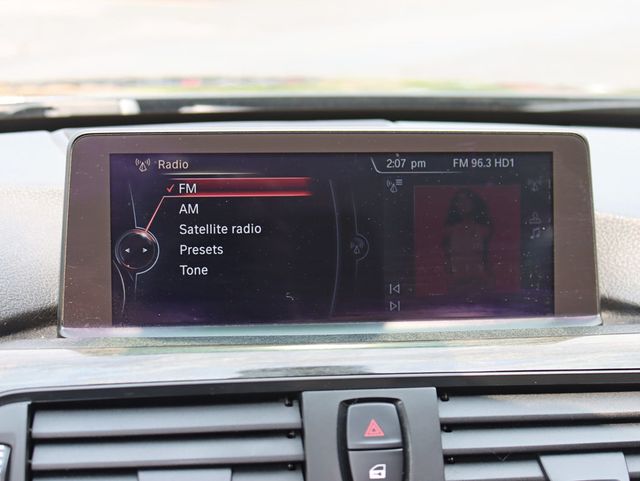 Radio
2:07 pm
FM 96.3 HD1
FM
AM
Satellite radio
Presets
Tone